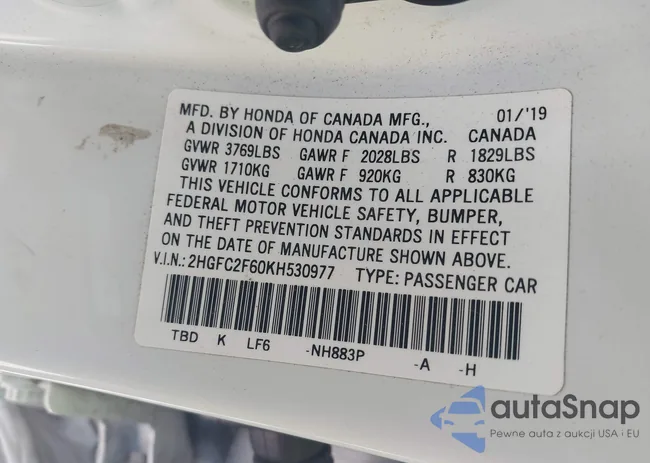 MFD. BY HONDA OF CANADA MFG., 01/'19
A DIVISION OF HONDA CANADA INC. CANADA
GVWR 3769LBS GAWR F 2028LBS R 1829LBS
GVWR 1710KG GAWR F 920KG R 830KG
THIS VEHICLE CONFORMS TO ALL APPLICABLE
FEDERAL MOTOR VEHICLE SAFETY, BUMPER,
AND THEFT PREVENTION STANDARDS IN EFFECT
ON THE DATE OF MANUFACTURE SHOWN ABOVE.
V.I.N.: 2HGFC2F60KH530977 TYPE: PASSENGER CAR
TBD K LF6 -NH883P -A -H
autaSnap
Pewne auta z aukcji USA i EU